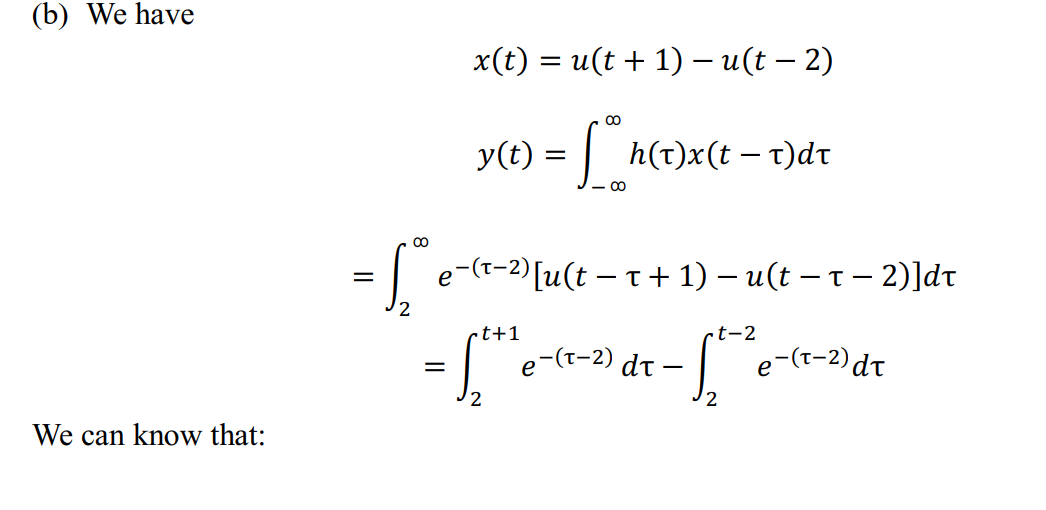 (b) We have
x(t) = u(t + 1) − u(t − 2)
y(t) = ∫_{−∞}^{∞} h(τ)x(t − τ)dτ
= ∫_{2}^{∞} e^{−(τ−2)}[u(t − τ + 1) − u(t − τ − 2)]dτ
= ∫_{2}^{t+1} e^{−(τ−2)} dτ − ∫_{2}^{t−2} e^{−(τ−2)} dτ
We can know that: